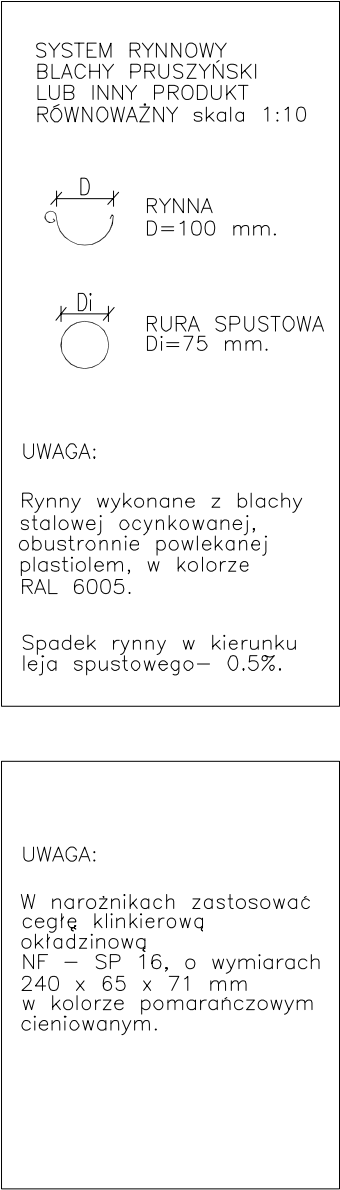 SYSTEM RYNNOWY
BLACHY PRUSZYŃSKI
LUB INNY PRODUKT
RÓWNOWAŻNY skala 1:10
D
RYNNA
D=100 mm.
Di
RURA SPUSTOWA
Di=75 mm.
UWAGA:
Rynny wykonane z blachy
stalowej ocynkowanej,
obustronnie powlekanej
plastiolem, w kolorze
RAL 6005.
Spadek rynny w kierunku
leja spustowego– 0.5%.
UWAGA:
W narożnikach zastosować
cegłę klinkierową
okładzinową
NF – SP 16, o wymiarach
240 x 65 x 71 mm
w kolorze pomarańczowym
cieniowanym.